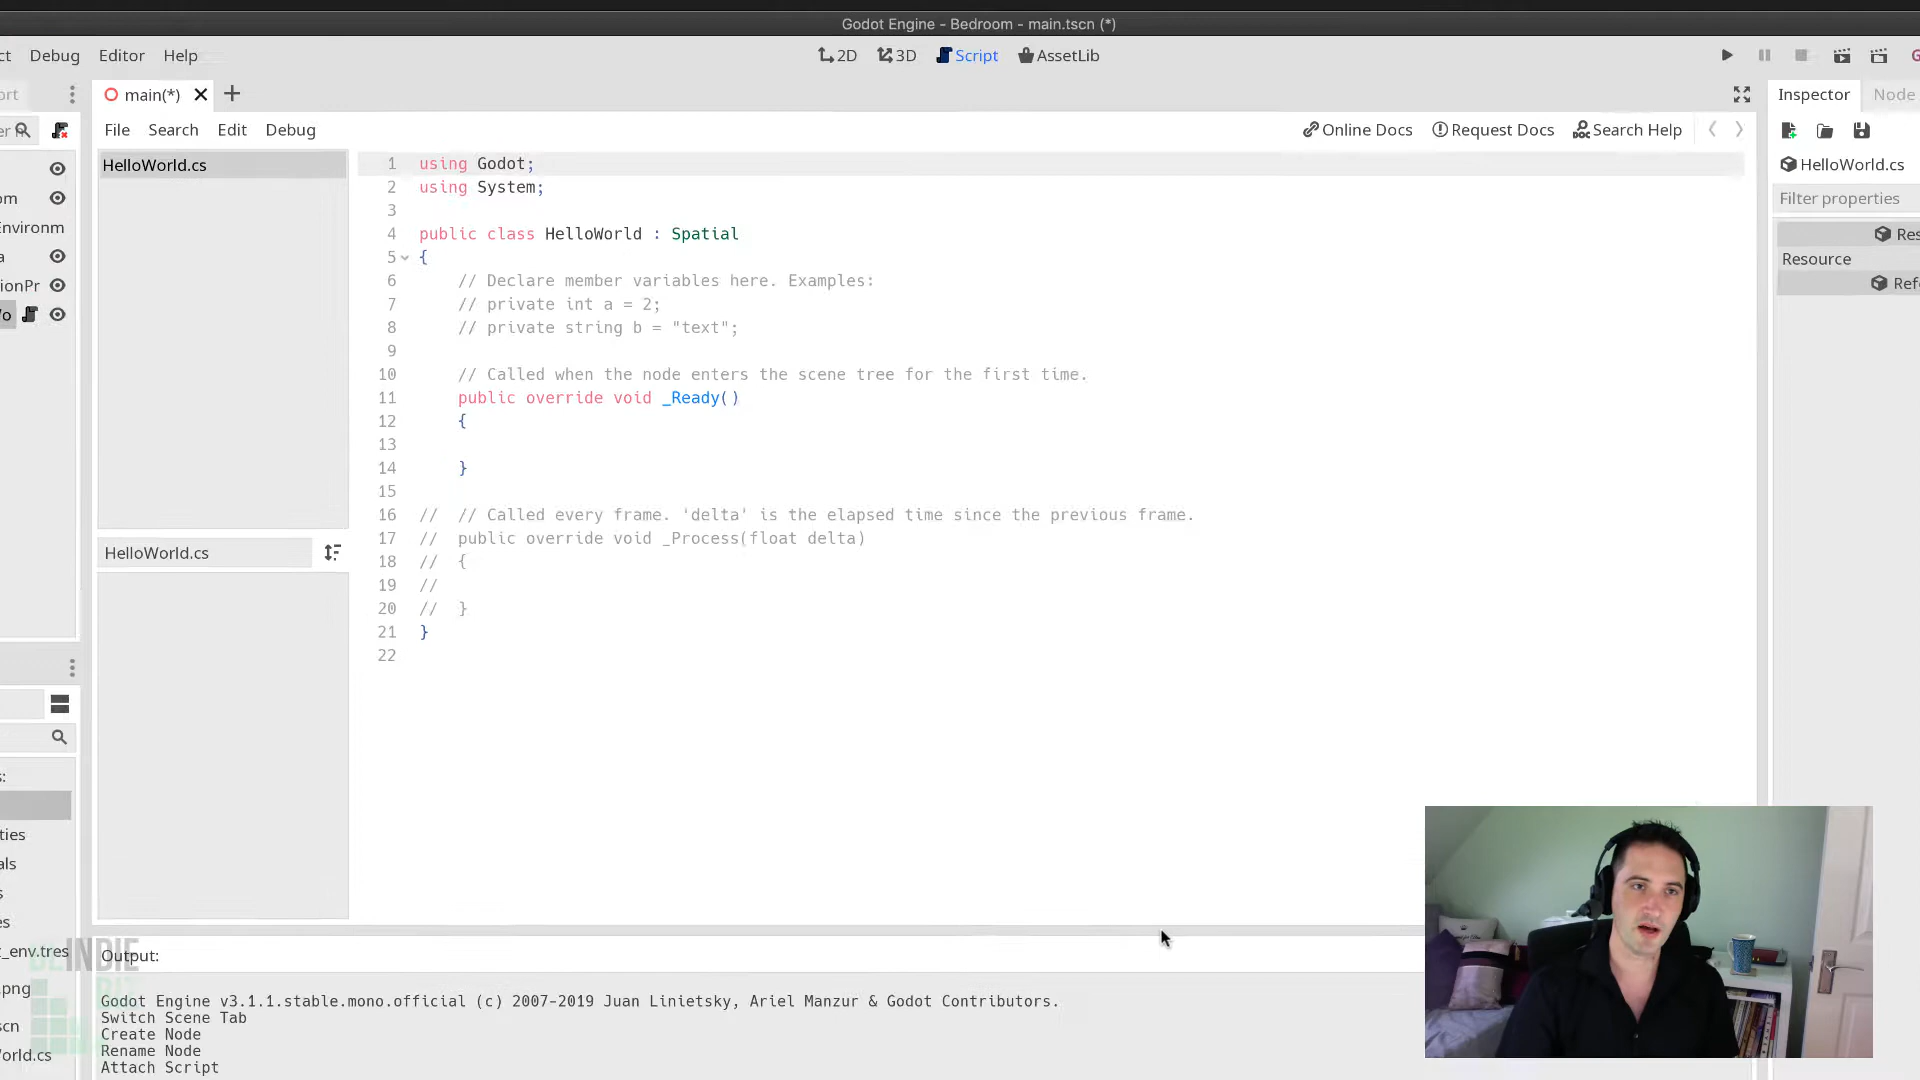 Godot Engine - Bedroom - main.tscn (*)
ct Debug Editor Help
2D 3D Script AssetLib
ort
main(*)
Inspector Node
er
File Search Edit Debug
Online Docs Request Docs Search Help
HelloWorld.cs
HelloWorld.cs
Filter properties
Res
Resource
Ref
om
Environm
a
ionPr
o
1 using Godot;
2 using System;
3
4 public class HelloWorld : Spatial
5 {
6 // Declare member variables here. Examples:
7 // private int a = 2;
8 // private string b = "text";
9
10 // Called when the node enters the scene tree for the first time.
11 public override void _Ready()
12 {
13
14 }
15
16 // // Called every frame. 'delta' is the elapsed time since the previous frame.
17 // public override void _Process(float delta)
18 // {
19 //
20 // }
21 }
22
HelloWorld.cs
s:
ties
als
s
es
t_env.tres
.png
scn
orld.cs
INDIE
Output:
Godot Engine v3.1.1.stable.mono.official (c) 2007-2019 Juan Linietsky, Ariel Manzur & Godot Contributors.
Switch Scene Tab
Create Node
Rename Node
Attach Script